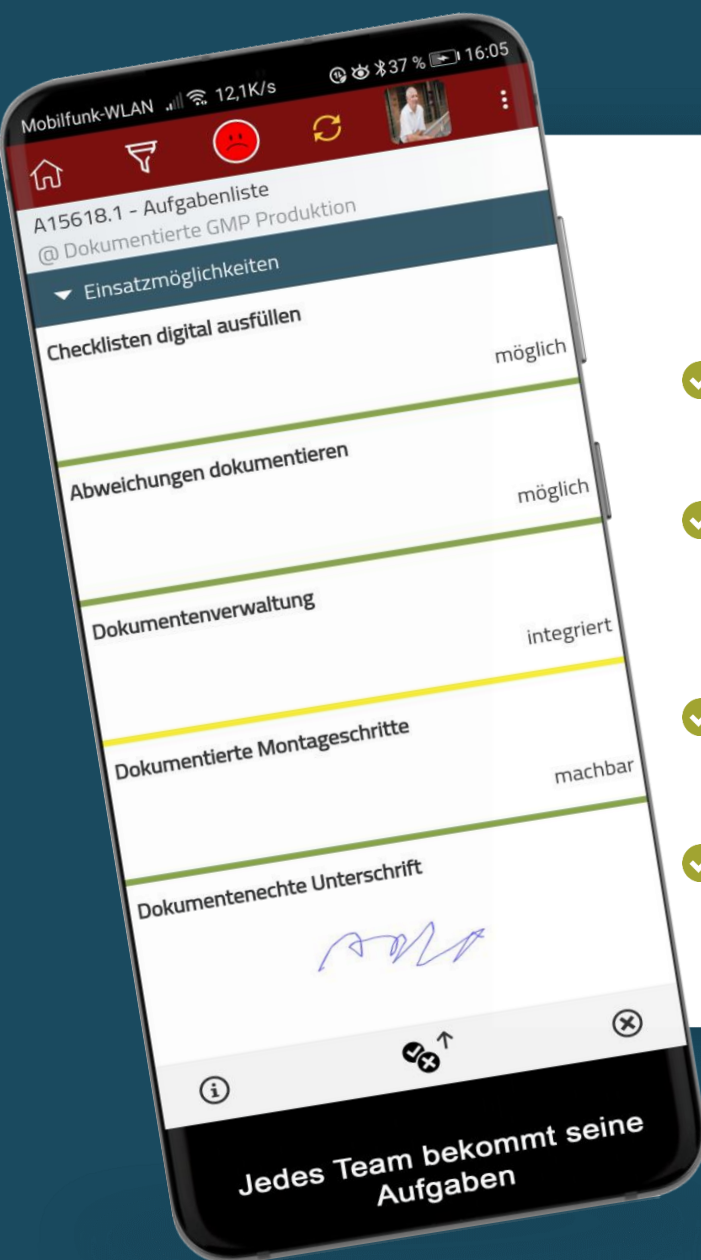 Mobilfunk-WLAN 12,1K/s 37 % 16:05
A15618.1 - Aufgabenliste
@ Dokumentierte GMP Produktion
Einsatzmöglichkeiten
Checklisten digital ausfüllen
möglich
Abweichungen dokumentieren
möglich
Dokumentenverwaltung
integriert
Dokumentierte Montageschritte
machbar
Dokumentenechte Unterschrift
Jedes Team bekommt seine
Aufgaben